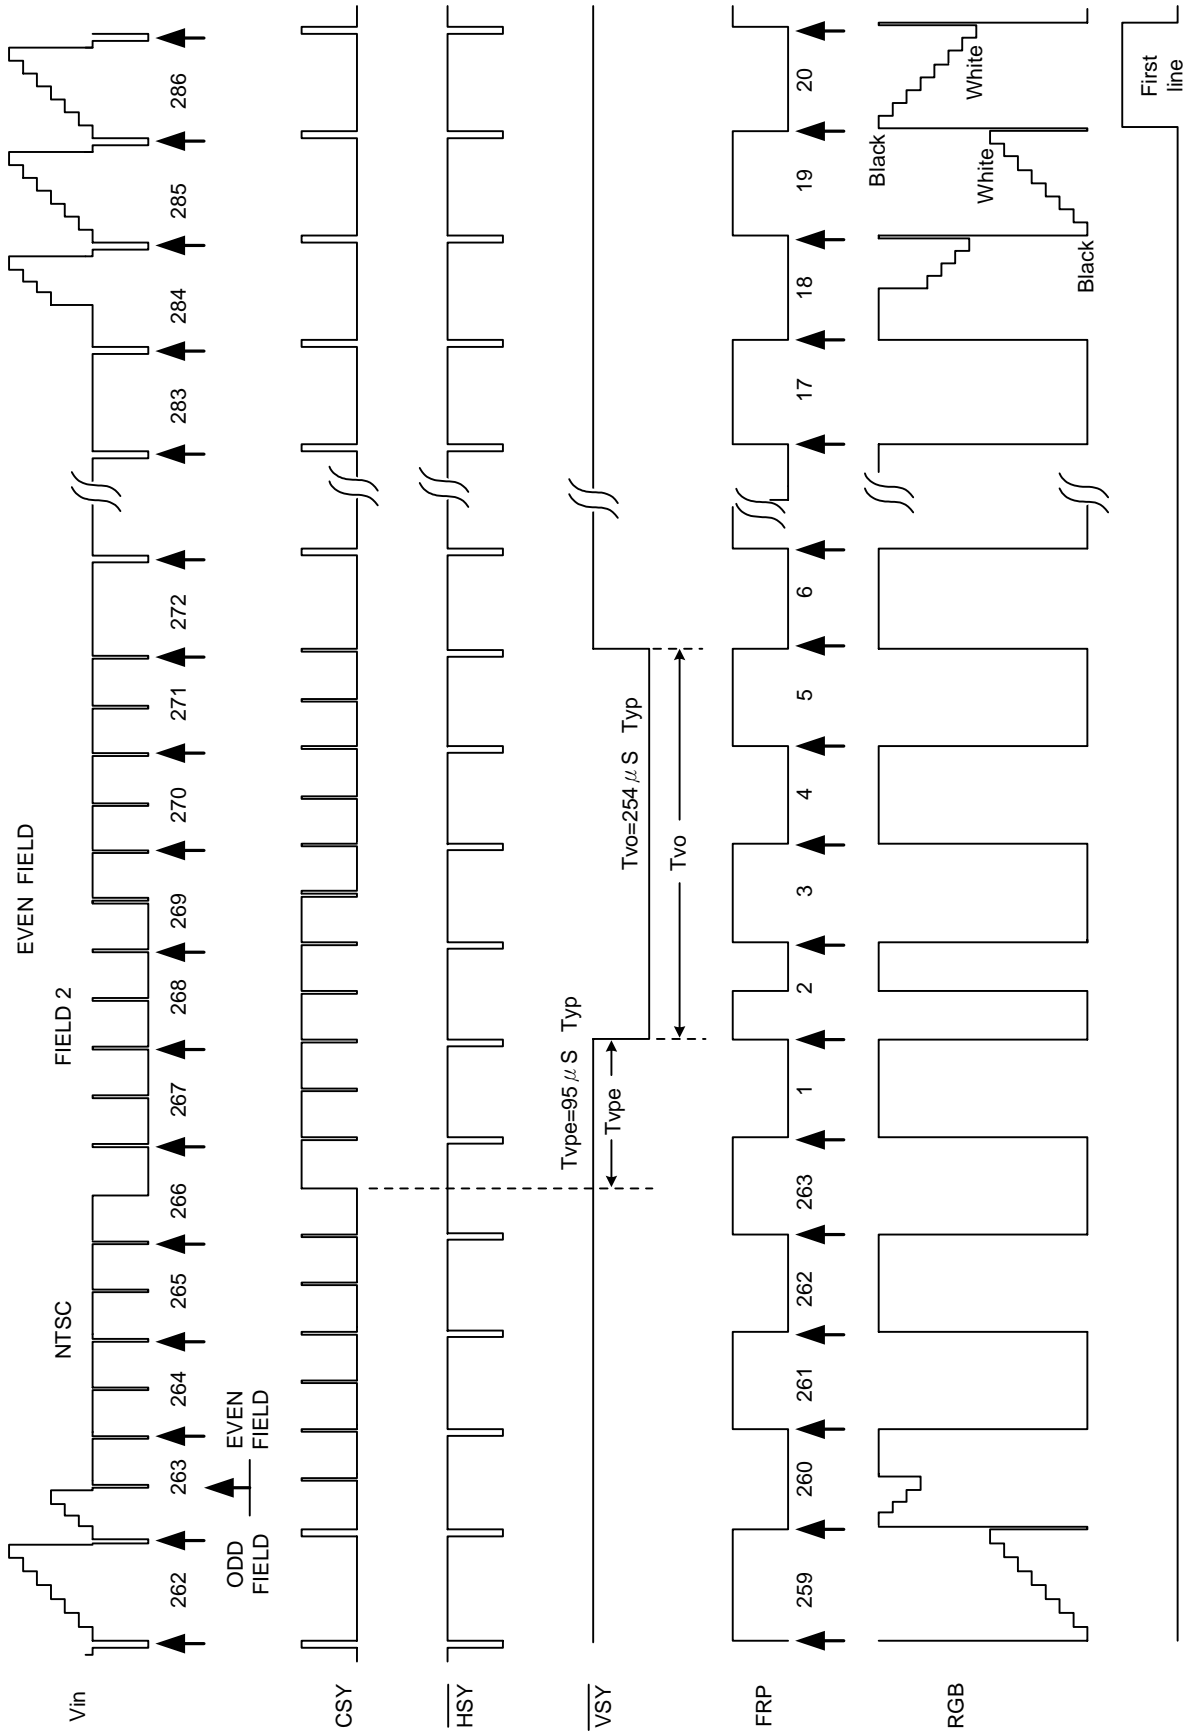 EVEN FIELD
NTSC
FIELD 2
Vin
262
263
264
265
266
267
268
269
270
271
272
283
284
285
286
ODD
FIELD
EVEN
FIELD
CSY
HSY
VSY
Tvpe=95μS Typ
Tvpe
Tvo=254μS Typ
Tvo
FRP
259
260
261
262
263
1
2
3
4
5
6
17
18
19
20
RGB
Black
White
Black
White
First
line